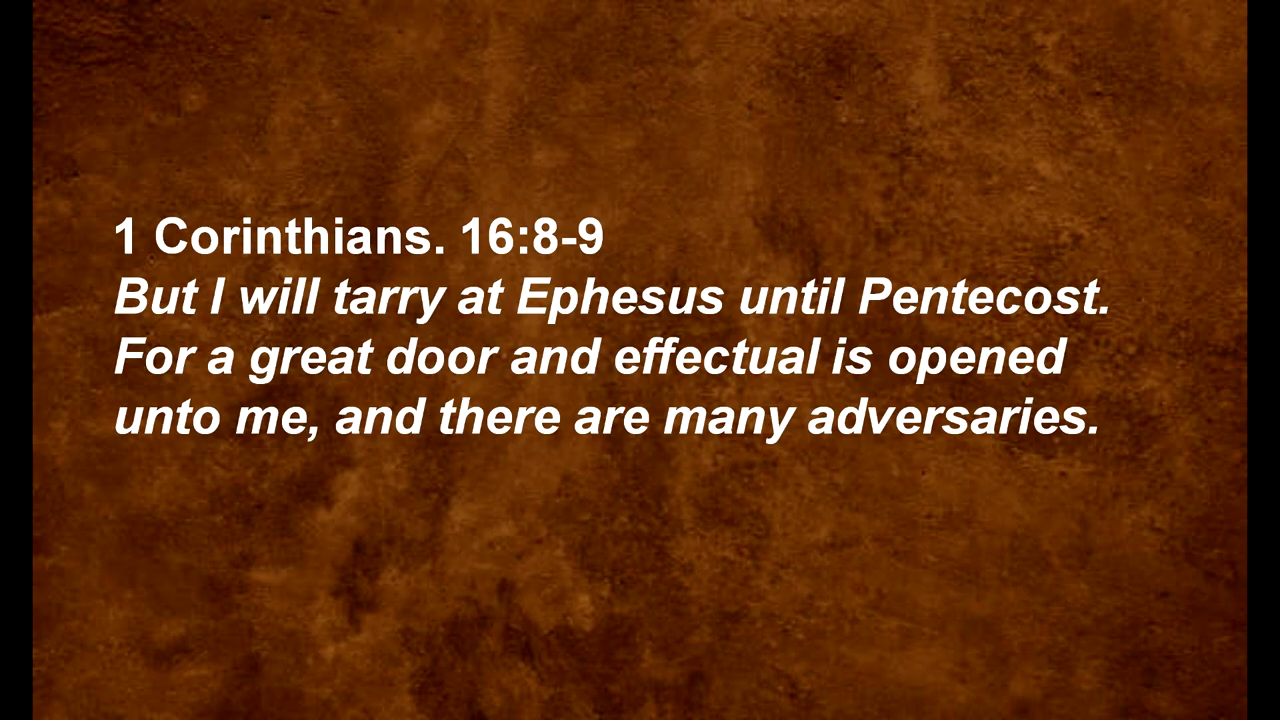 1 Corinthians. 16:8-9
But I will tarry at Ephesus until Pentecost.
For a great door and effectual is opened
unto me, and there are many adversaries.